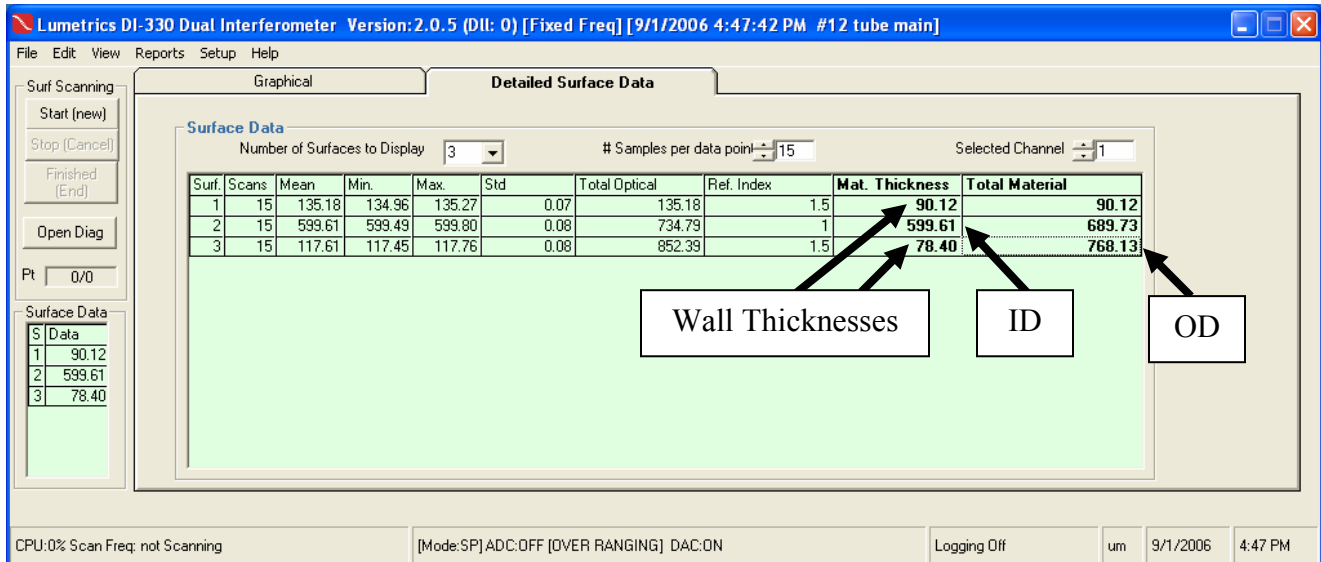 Lumetrics DI-330 Dual Interferometer Version:2.0.5 (Dll: 0) [Fixed Freq] [9/1/2006 4:47:42 PM #12 tube main]
File Edit View Reports Setup Help
Surf Scanning
Start (new)
Stop (Cancel)
Finished
(End)
Open Diag
Pt 0/0
Surface Data
S Data
1 90.12
2 599.61
3 78.40
Graphical
Detailed Surface Data
Surface Data
Number of Surfaces to Display 3
# Samples per data point 15
Selected Channel 1
Surf. Scans Mean Min. Max. Std Total Optical Ref. Index Mat. Thickness Total Material
1 15 135.18 134.96 135.27 0.07 135.18 1.5 90.12 90.12
2 15 599.61 599.49 599.80 0.08 734.79 1 599.61 689.73
3 15 117.61 117.45 117.76 0.08 852.39 1.5 78.40 768.13
Wall Thicknesses
ID
OD
CPU:0% Scan Freq: not Scanning
[Mode:SP] ADC:OFF [OVER RANGING] DAC:ON
Logging Off
um
9/1/2006
4:47 PM